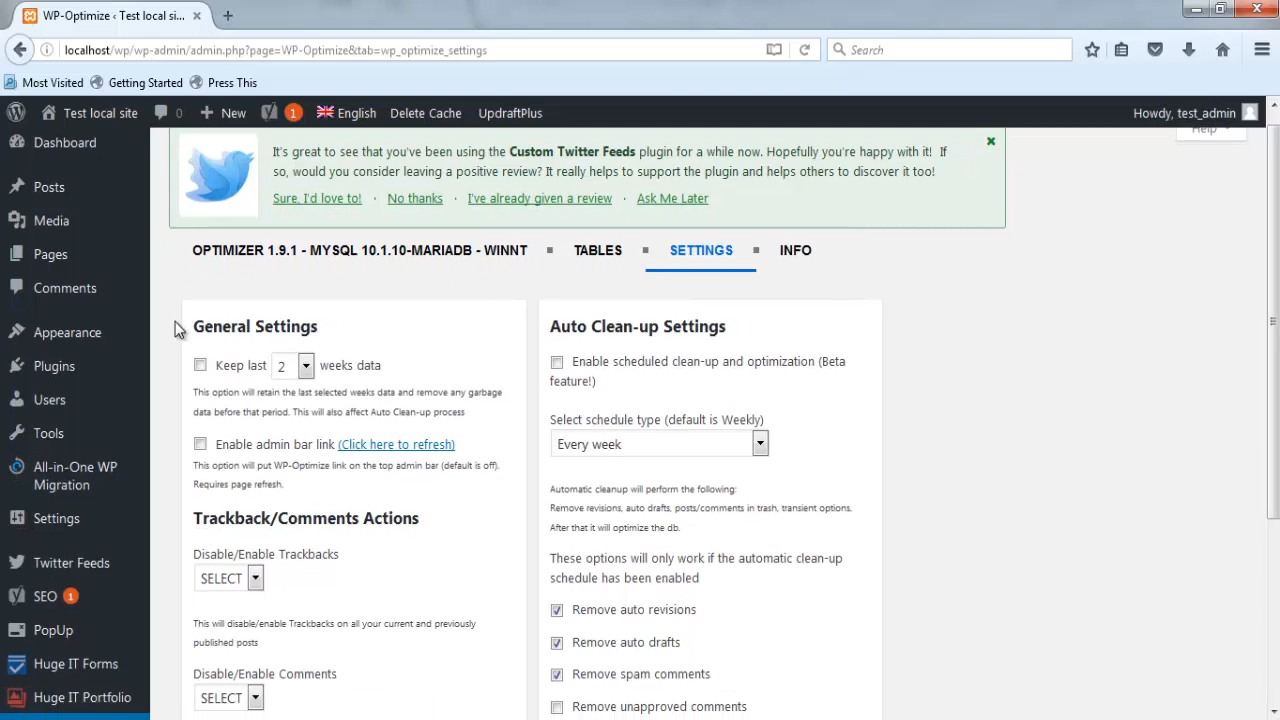 WP-Optimize ‹ Test local si...
localhost/wp/wp-admin/admin.php?page=WP-Optimize&tab=wp_optimize_settings
Search
Most Visited
Getting Started
Press This
Test local site
0
New
1
English
Delete Cache
UpdraftPlus
Howdy, test_admin
Help
Dashboard
Posts
Media
Pages
Comments
Appearance
Plugins
Users
Tools
All-in-One WP
Migration
Settings
Twitter Feeds
SEO 1
PopUp
Huge IT Forms
Huge IT Portfolio
It's great to see that you've been using the Custom Twitter Feeds plugin for a while now. Hopefully you're happy with it! If
so, would you consider leaving a positive review? It really helps to support the plugin and helps others to discover it too!
Sure, I'd love to! · No thanks · I've already given a review · Ask Me Later
OPTIMIZER 1.9.1 - MYSQL 10.1.10-MARIADB - WINNT
TABLES
SETTINGS
INFO
General Settings
Keep last 2 weeks data
This option will retain the last selected weeks data and remove any garbage
data before that period. This will also affect Auto Clean-up process
Enable admin bar link (Click here to refresh)
This option will put WP-Optimize link on the top admin bar (default is off).
Requires page refresh.
Trackback/Comments Actions
Disable/Enable Trackbacks
SELECT
This will disable/enable Trackbacks on all your current and previously
published posts
Disable/Enable Comments
SELECT
Auto Clean-up Settings
Enable scheduled clean-up and optimization (Beta
feature!)
Select schedule type (default is Weekly)
Every week
Automatic cleanup will perform the following:
Remove revisions, auto drafts, posts/comments in trash, transient options.
After that it will optimize the db.
These options will only work if the automatic clean-up
schedule has been enabled
Remove auto revisions
Remove auto drafts
Remove spam comments
Remove unapproved comments